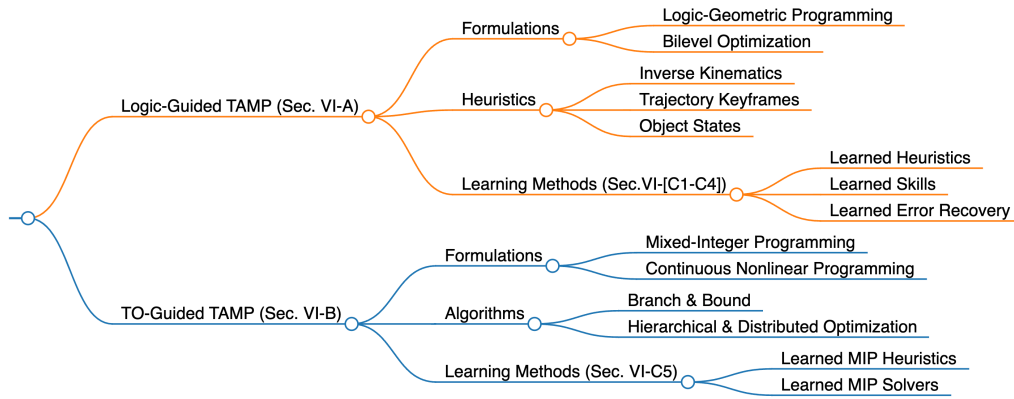 Logic-Guided TAMP (Sec. VI-A)
Formulations
Logic-Geometric Programming
Bilevel Optimization
Heuristics
Inverse Kinematics
Trajectory Keyframes
Object States
Learning Methods (Sec.VI-[C1-C4])
Learned Heuristics
Learned Skills
Learned Error Recovery
TO-Guided TAMP (Sec. VI-B)
Formulations
Mixed-Integer Programming
Continuous Nonlinear Programming
Algorithms
Branch & Bound
Hierarchical & Distributed Optimization
Learning Methods (Sec. VI-C5)
Learned MIP Heuristics
Learned MIP Solvers